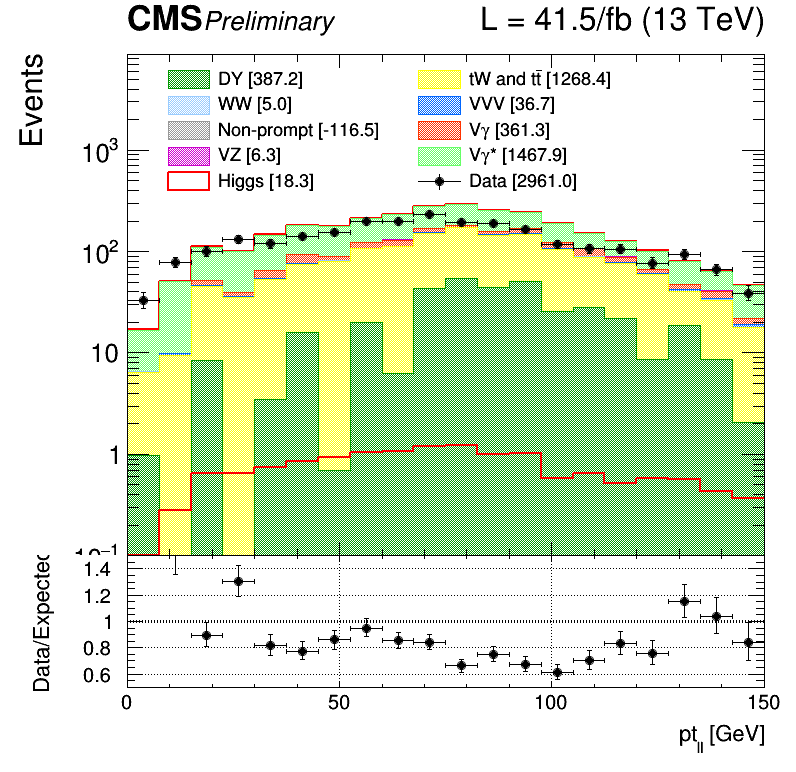 CMS Preliminary L = 41.5/fb (13 TeV)
Events
DY [387.2] tW and tt̄ [1268.4]
WW [5.0] VVV [36.7]
Non-prompt [-116.5] Vγ [361.3]
VZ [6.3] Vγ* [1467.9]
Higgs [18.3] Data [2961.0]
10³
10²
10
1
10⁻¹
Data/Expected
1.4
1.2
1
0.8
0.6
0 50 100 150
pt_ll [GeV]